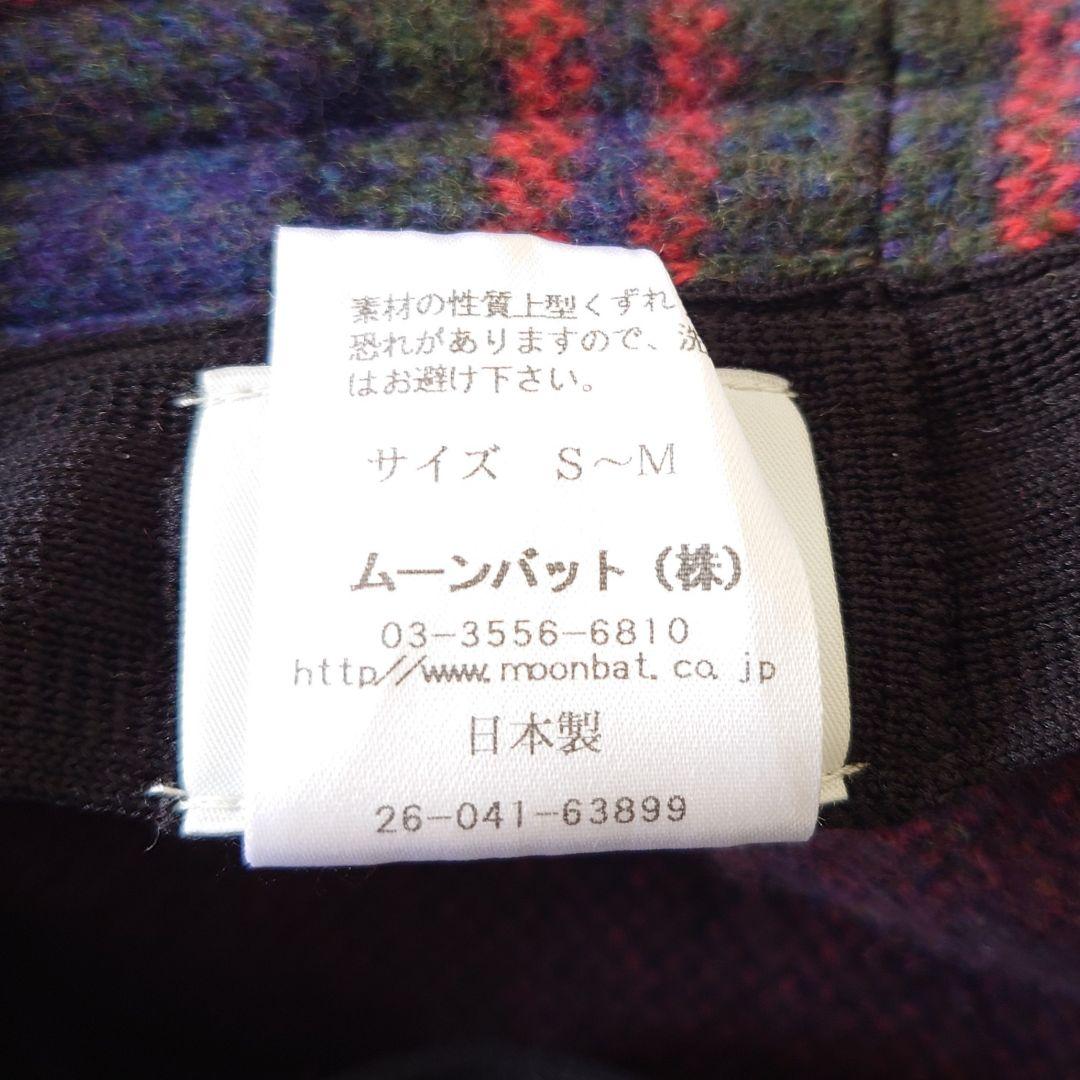 素材の性質上型くずれ
恐れがありますので、洗
はお避け下さい。
サイズ S～M
ムーンバット（株）
03-3556-6810
http//www.moonbat.co.jp
日本製
26-041-63899